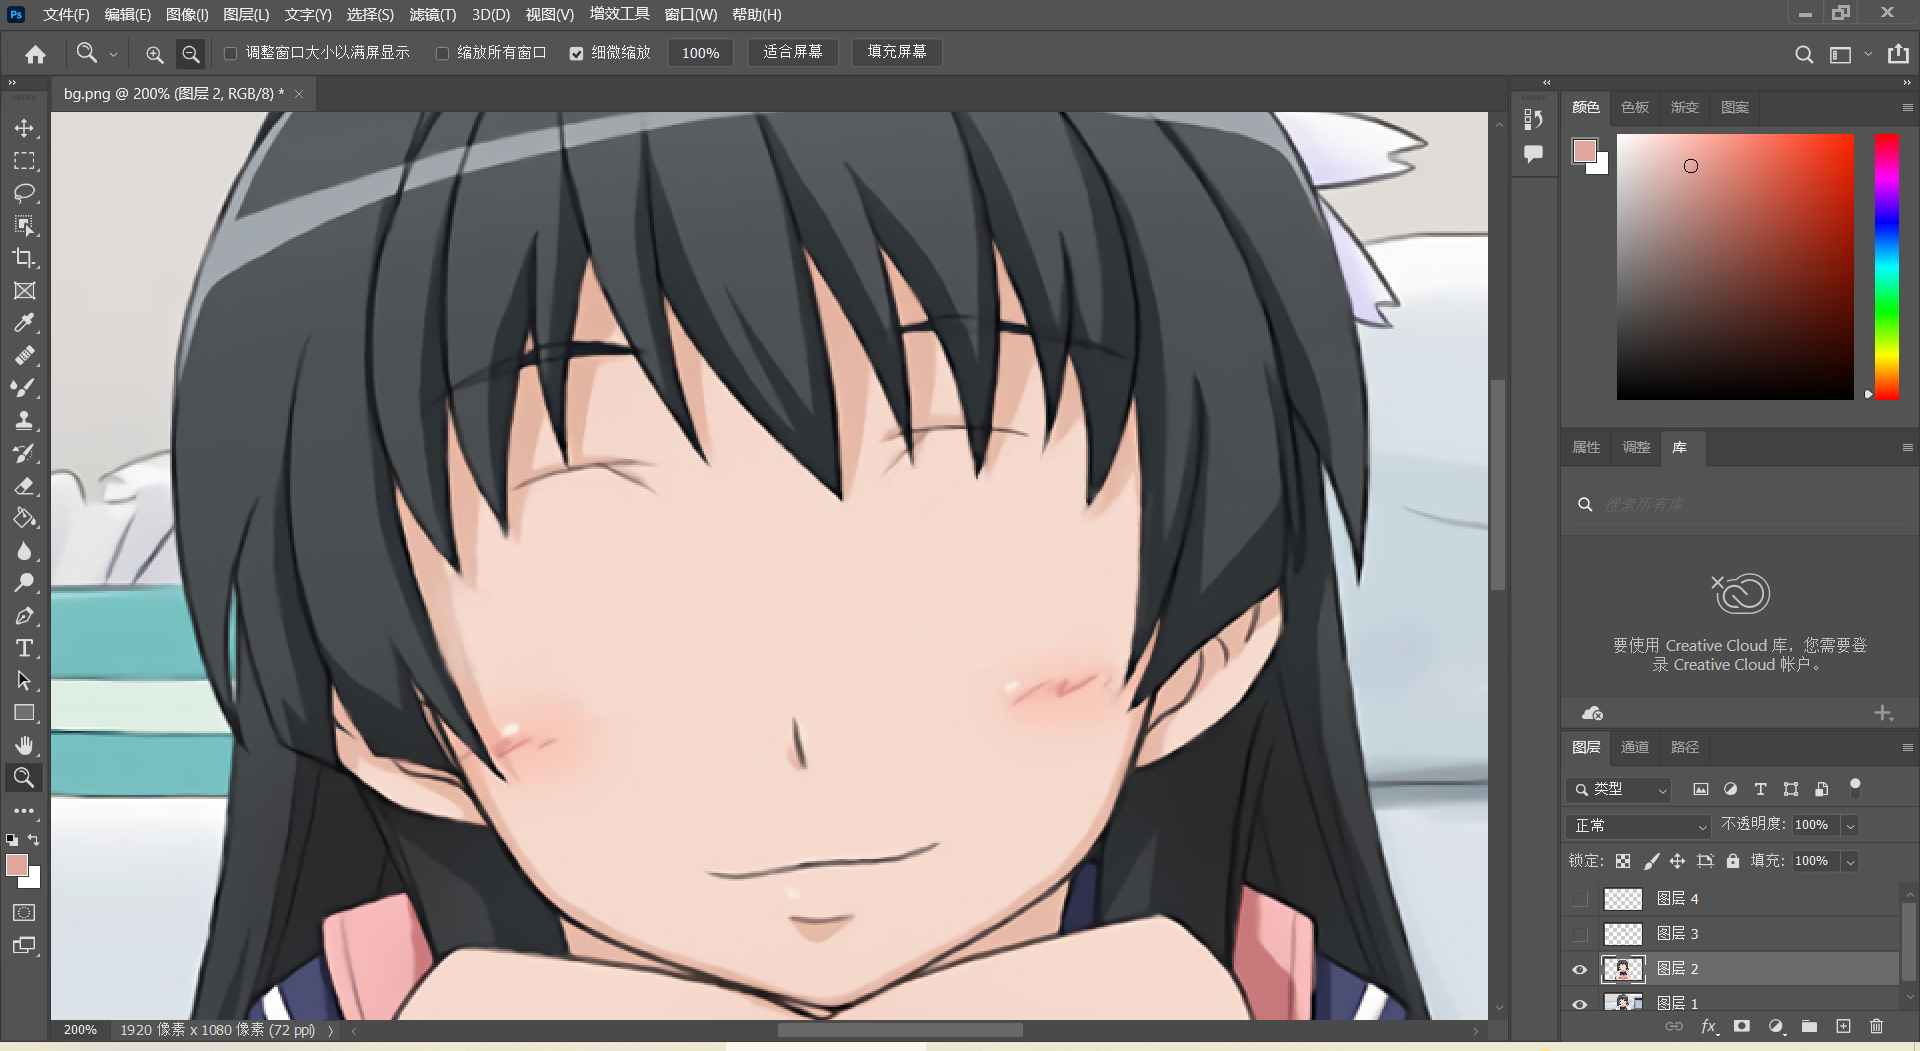 Ps 文件(F) 编辑(E) 图像(I) 图层(L) 文字(Y) 选择(S) 滤镜(T) 3D(D) 视图(V) 增效工具 窗口(W) 帮助(H)
调整窗口大小以满屏显示 缩放所有窗口 细微缩放 100% 适合屏幕 填充屏幕
bg.png @ 200% (图层 2, RGB/8) *
颜色 色板 渐变 图案
属性 调整 库
搜索所有库
要使用 Creative Cloud 库，您需要登
录 Creative Cloud 帐户。
图层 通道 路径
类型
正常 不透明度: 100%
锁定: 填充: 100%
图层 4
图层 3
图层 2
图层 1
fx
200% 1920 像素 x 1080 像素 (72 ppi)